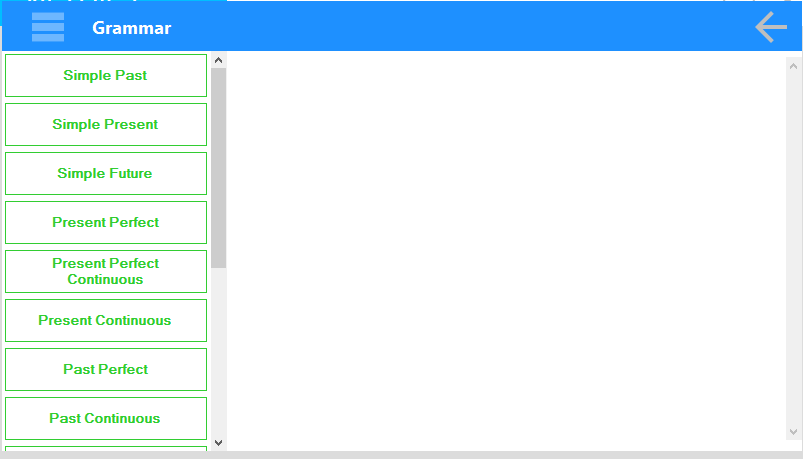 Grammar
Simple Past
Simple Present
Simple Future
Present Perfect
Present Perfect
Continuous
Present Continuous
Past Perfect
Past Continuous